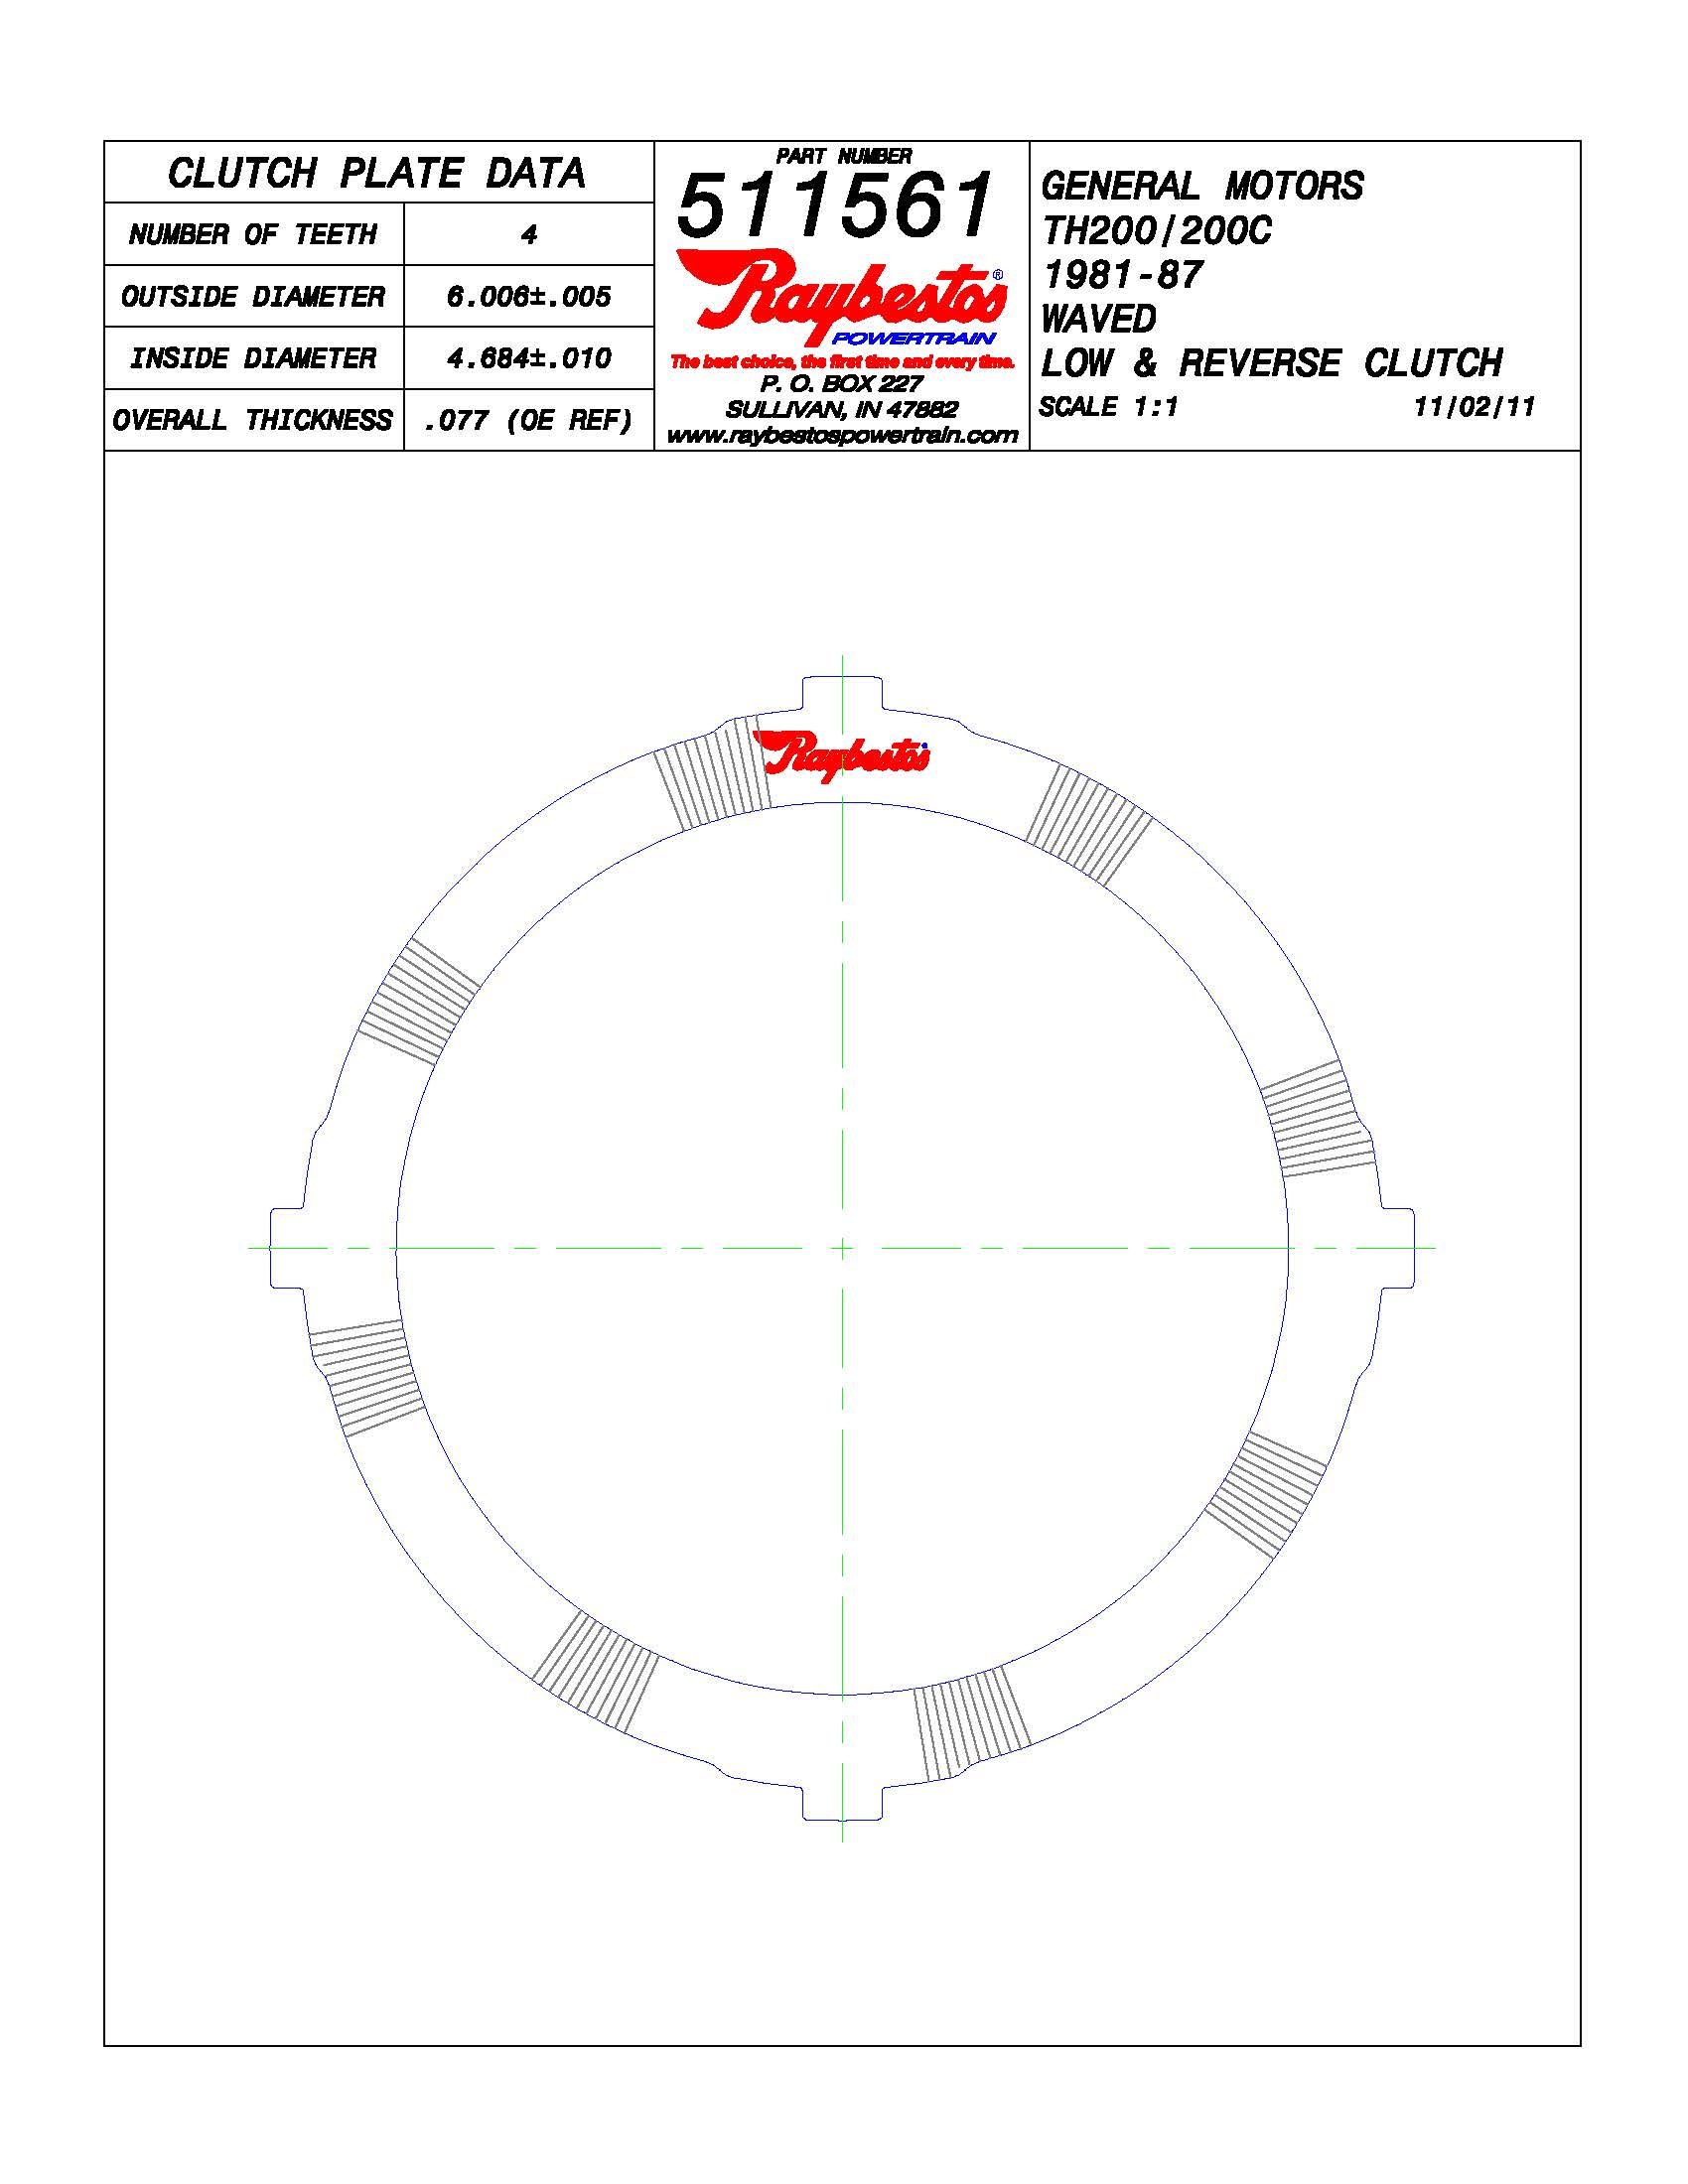 CLUTCH PLATE DATA
NUMBER OF TEETH 4
OUTSIDE DIAMETER 6.006±.005
INSIDE DIAMETER 4.684±.010
OVERALL THICKNESS .077 (OE REF)
PART NUMBER
511561
Raybestos®
POWERTRAIN
The best choice, the first time and every time.
P. O. BOX 227
SULLIVAN, IN 47882
www.raybestospowertrain.com
GENERAL MOTORS
TH200/200C
1981-87
WAVED
LOW & REVERSE CLUTCH
SCALE 1:1 11/02/11
Raybestos